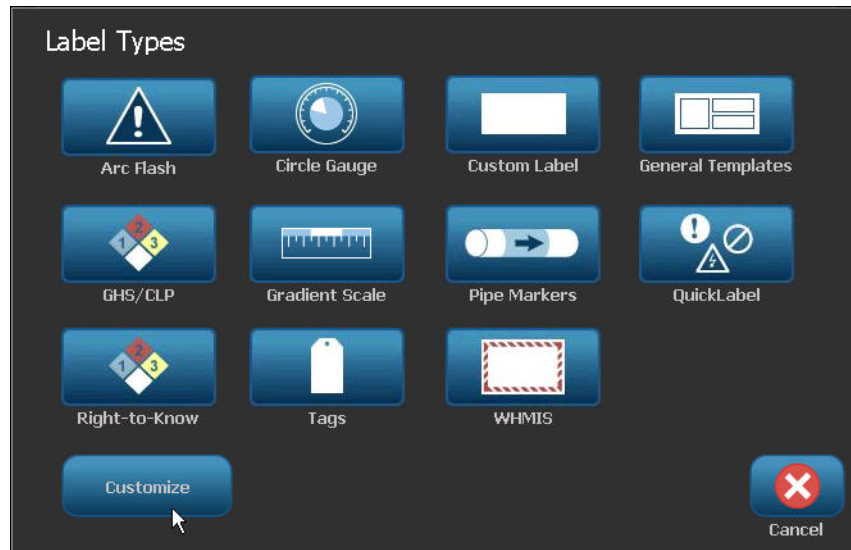 Label Types
Arc Flash
Circle Gauge
Custom Label
General Templates
1 2 3
GHS/CLP
Gradient Scale
Pipe Markers
!
QuickLabel
1 2 3
Right-to-Know
Tags
WHMIS
Customize
Cancel